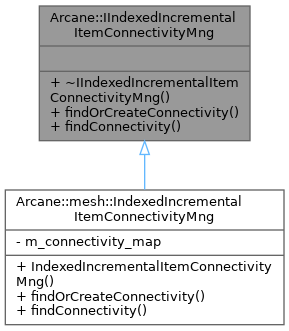 Arcane::IIndexedIncremental
ItemConnectivityMng
+ ~IIndexedIncrementalItem
ConnectivityMng()
+ findOrCreateConnectivity()
+ findConnectivity()
Arcane::mesh::IndexedIncremental
ItemConnectivityMng
- m_connectivity_map
+ IndexedIncrementalItemConnectivity
Mng()
+ findOrCreateConnectivity()
+ findConnectivity()